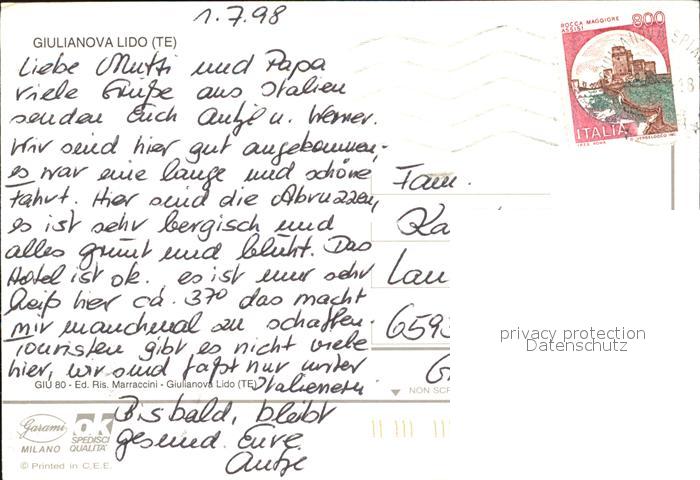 1.7.98
GIULIANOVA LIDO (TE)
Liebe Mutti und Papa
viele Grüße aus Italien
senden Euch Antje u. Werner.
Wir sind hier gut angekommen,
es war eine lange und schöne
Fahrt. Hier sind die Abruzzen,
es ist sehr bergisch und
alles grünt und blüht. Das
Hotel ist ok. es ist nur sehr
heiß hier ca. 37° das macht
mir manchmal zu schaffen.
Touristen gibt es nicht viele
hier, wir sind fast nur unter
Italienern.
Bis bald, bleibt
gesund. Eure
Antje
GIU 80 - Ed. Ris. Marraccini - Giulianova Lido (TE)
Garami
MILANO
ok
SPEDISCI
QUALITA'
© Printed in C.E.E.
ROCCA MAGGIORE
ASSISI
800
ITALIA
Fam.
Ka
Lau
6593
G
NON SCR
privacy protection
Datenschutz